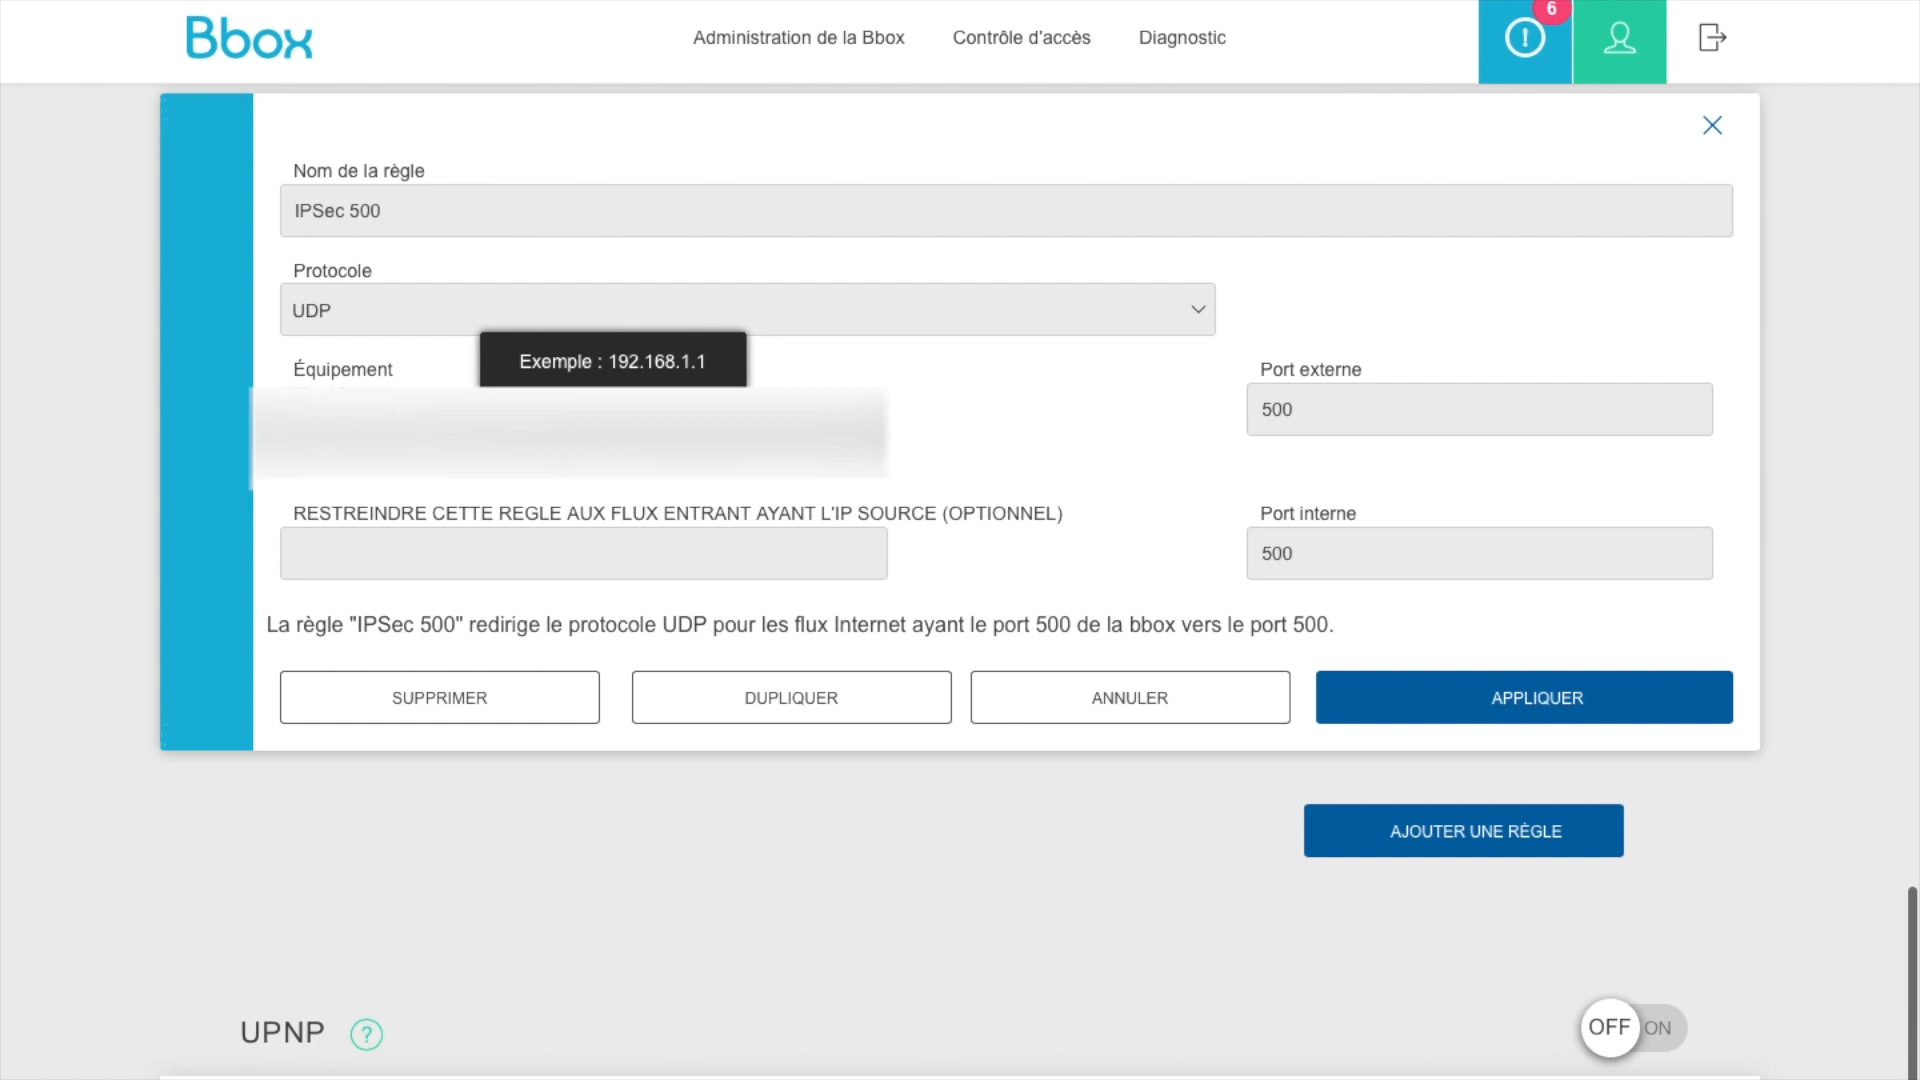 Bbox
Administration de la Bbox
Contrôle d'accès
Diagnostic
6
Nom de la règle
IPSec 500
Protocole
UDP
Exemple : 192.168.1.1
Équipement
Port externe
500
RESTREINDRE CETTE REGLE AUX FLUX ENTRANT AYANT L'IP SOURCE (OPTIONNEL)
Port interne
500
La règle "IPSec 500" redirige le protocole UDP pour les flux Internet ayant le port 500 de la bbox vers le port 500.
SUPPRIMER
DUPLIQUER
ANNULER
APPLIQUER
AJOUTER UNE RÈGLE
UPNP ?
OFF ON